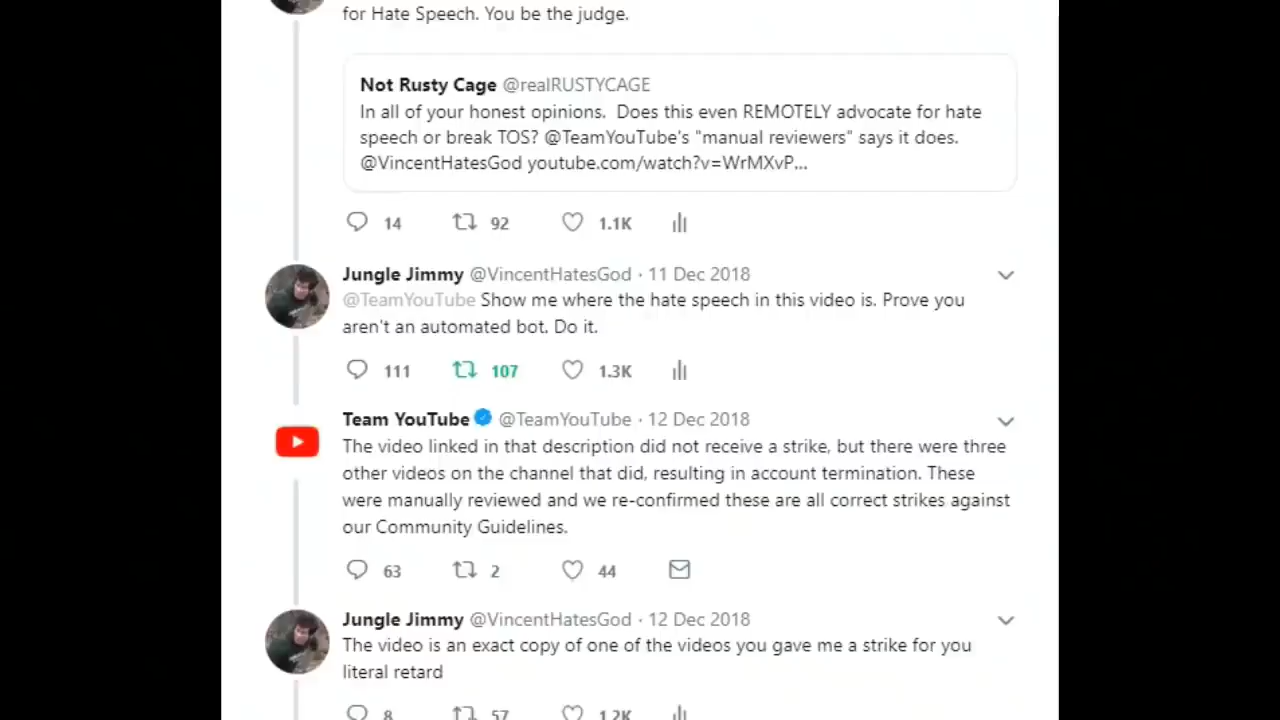 for Hate Speech. You be the judge.
Not Rusty Cage @realRUSTYCAGE
In all of your honest opinions.  Does this even REMOTELY advocate for hate
speech or break TOS? @TeamYouTube's "manual reviewers" says it does.
@VincentHatesGod youtube.com/watch?v=WrMXvP...
14 92 1.1K
Jungle Jimmy @VincentHatesGod · 11 Dec 2018
@TeamYouTube Show me where the hate speech in this video is. Prove you
aren't an automated bot. Do it.
111 107 1.3K
Team YouTube @TeamYouTube · 12 Dec 2018
The video linked in that description did not receive a strike, but there were three
other videos on the channel that did, resulting in account termination. These
were manually reviewed and we re-confirmed these are all correct strikes against
our Community Guidelines.
63 2 44
Jungle Jimmy @VincentHatesGod · 12 Dec 2018
The video is an exact copy of one of the videos you gave me a strike for you
literal retard
8 57 1.2K